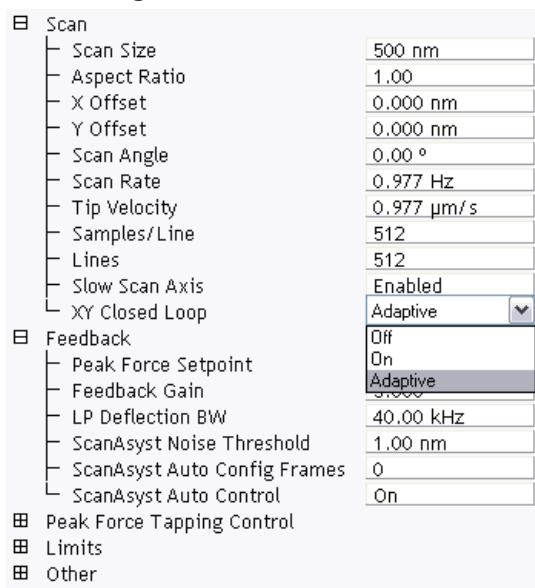 Scan
Scan Size 500 nm
Aspect Ratio 1.00
X Offset 0.000 nm
Y Offset 0.000 nm
Scan Angle 0.00 º
Scan Rate 0.977 Hz
Tip Velocity 0.977 µm/s
Samples/Line 512
Lines 512
Slow Scan Axis Enabled
XY Closed Loop Adaptive
Feedback Off
Peak Force Setpoint On
Feedback Gain Adaptive
LP Deflection BW 40.00 kHz
ScanAsyst Noise Threshold 1.00 nm
ScanAsyst Auto Config Frames 0
ScanAsyst Auto Control On
Peak Force Tapping Control
Limits
Other